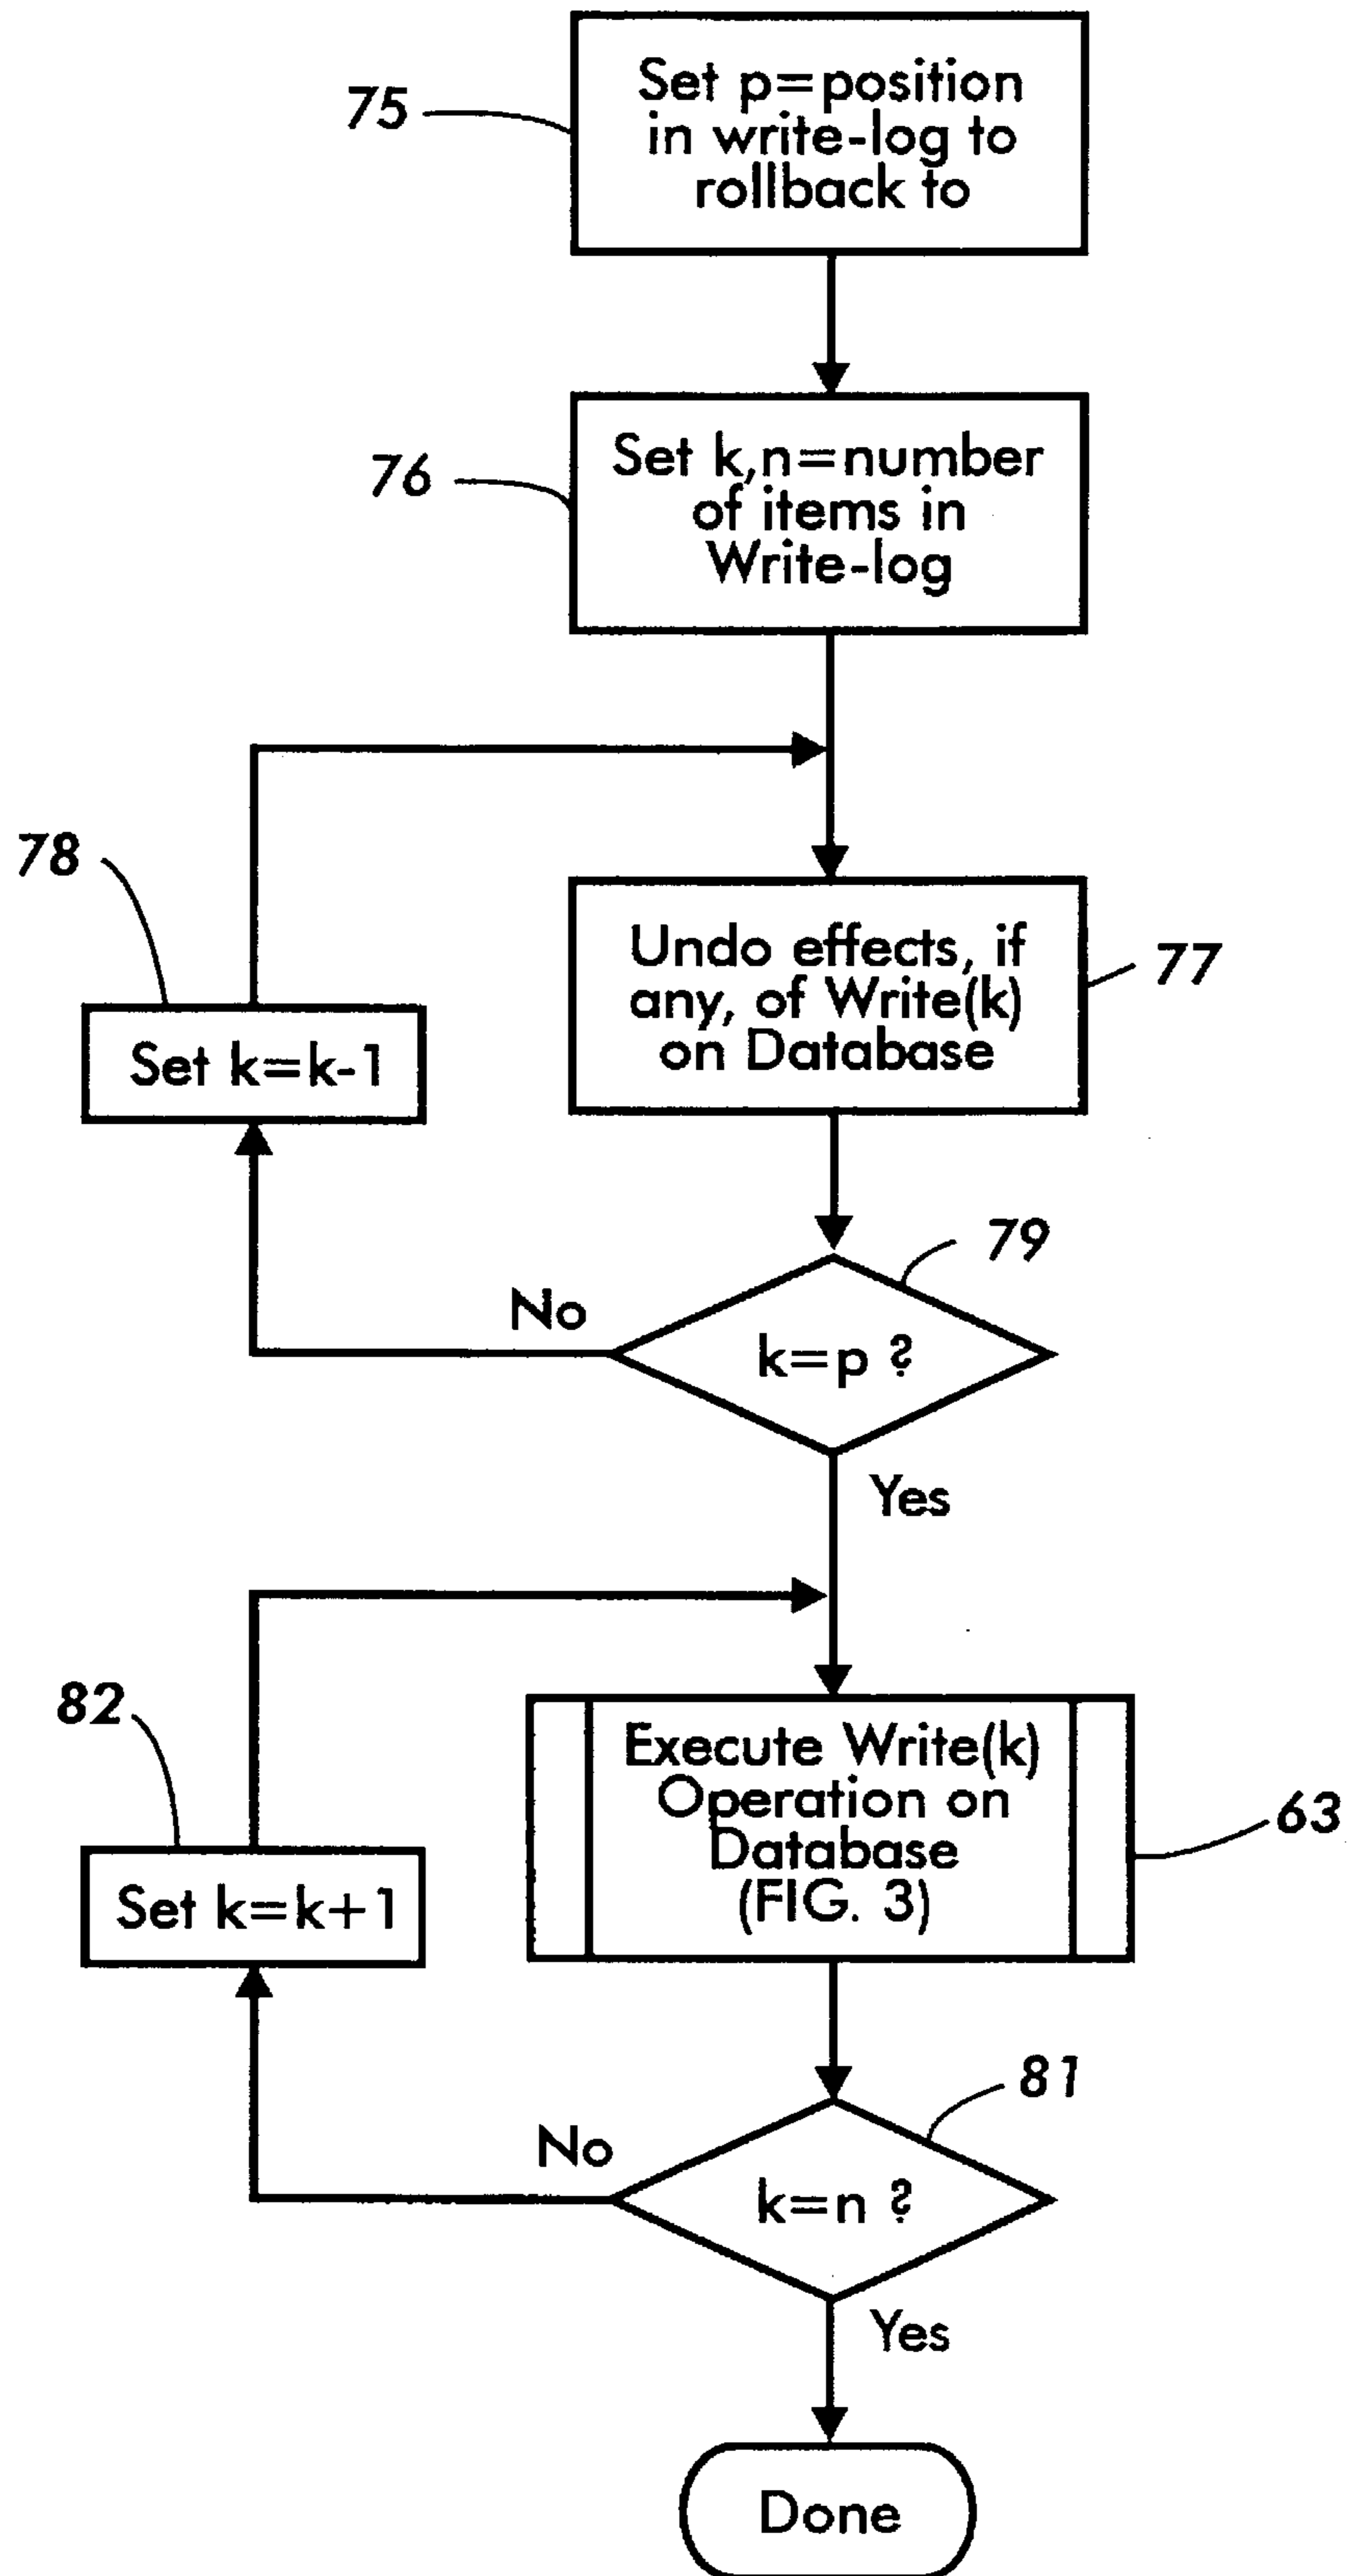 75
Set p=position
in write-log to
rollback to
76
Set k,n=number
of items in
Write-log
78
Set k=k-1
Undo effects, if
any, of Write(k)
on Database
77
79
No
k=p ?
Yes
82
Set k=k+1
Execute Write(k)
Operation on
Database
(FIG. 3)
63
81
No
k=n ?
Yes
Done